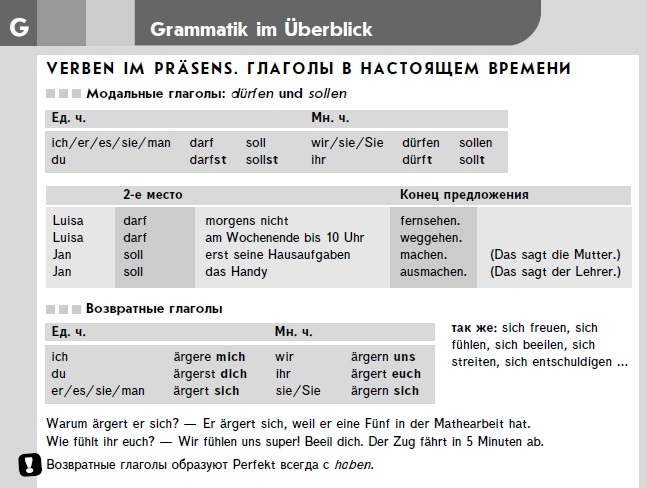 G Grammatik im Überblick
VERBEN IM PRÄSENS. ГЛАГОЛЫ В НАСТОЯЩЕМ ВРЕМЕНИ
Модальные глаголы: dürfen und sollen
Ед. ч. Мн. ч.
ich/er/es/sie/man darf soll wir/sie/Sie dürfen sollen
du darfst sollst ihr dürft sollt
2-е место Конец предложения
Luisa darf morgens nicht fernsehen.
Luisa darf am Wochenende bis 10 Uhr weggehen.
Jan soll erst seine Hausaufgaben machen. (Das sagt die Mutter.)
Jan soll das Handy ausmachen. (Das sagt der Lehrer.)
Возвратные глаголы
Ед. ч. Мн. ч.
ich ärgere mich wir ärgern uns
du ärgerst dich ihr ärgert euch
er/es/sie/man ärgert sich sie/Sie ärgern sich
так же: sich freuen, sich
fühlen, sich beeilen, sich
streiten, sich entschuldigen ...
Warum ärgert er sich? — Er ärgert sich, weil er eine Fünf in der Mathearbeit hat.
Wie fühlt ihr euch? — Wir fühlen uns super! Beeil dich. Der Zug fährt in 5 Minuten ab.
! Возвратные глаголы образуют Perfekt всегда с haben.